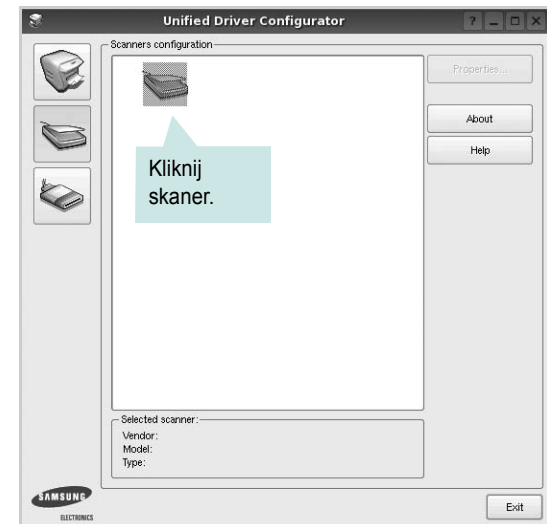 Unified Driver Configurator
Scanners configuration
Properties...
About
Help
Kliknij
skaner.
Selected scanner:
Vendor:
Model:
Type:
SAMSUNG
ELECTRONICS
Exit